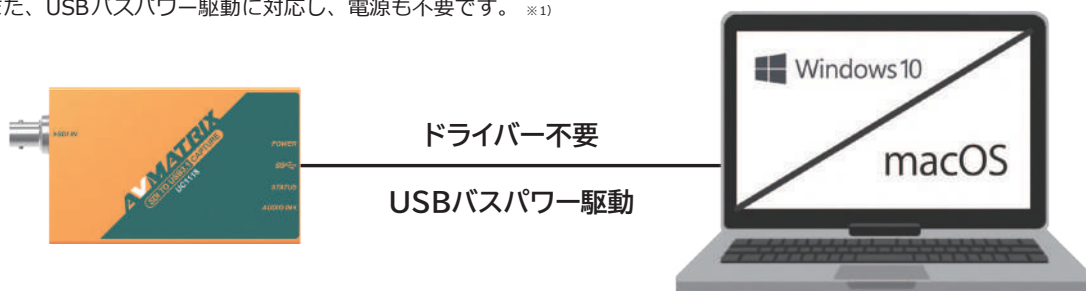 た、USBバスパワー駆動に対応し、電源も不要です。 ※1)
SDI IN
AVMATRIX
SDI TO USB3.1 CAPTURE
UC1118
POWER
SS
STATUS
AUDIO IN
ドライバー不要
USBバスパワー駆動
Windows 10
macOS